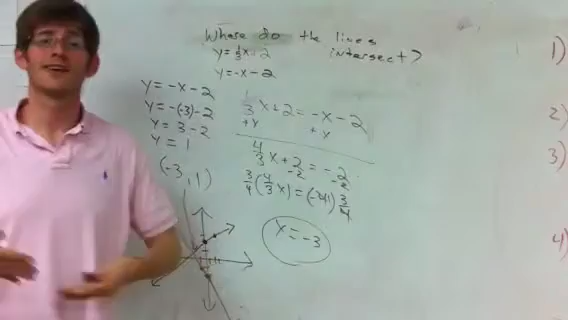 Where do the lines
intersect?
y = 1/3x + 2
y = -x - 2
y = -x - 2
y = -(-3) - 2
y = 3 - 2
y = 1
(-3, 1)
1/3 x + 2 = -x - 2
+x +x
4/3 x + 2 = -2
-2 -2
3/4 (4/3 x) = (-4) 3/4
x = -3
1)
2)
3)
4)